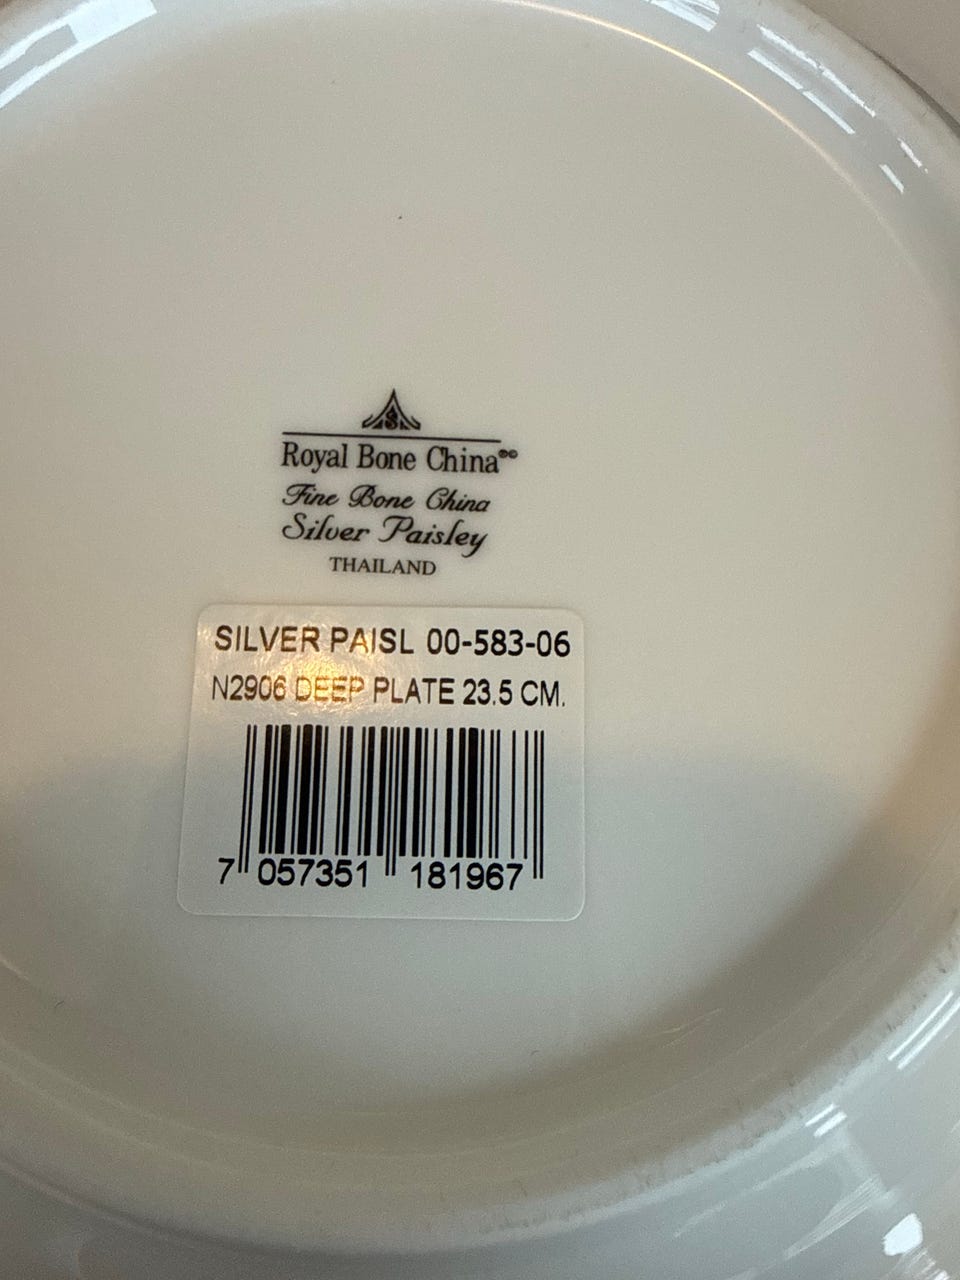 Royal Bone China
Fine Bone China
Silver Paisley
THAILAND
SILVER PAISL 00-583-06
N2906 DEEP PLATE 23.5 CM.
7 057351 181967